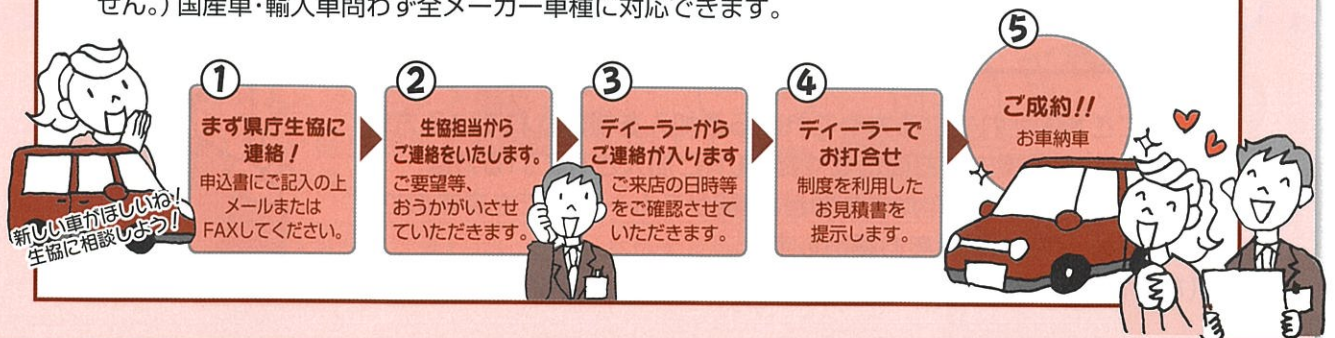 せん。)国産車・輸入車問わず全メーカー車種に対応できます。
①
まず県庁生協に
連絡！
申込書にご記入の上
メールまたは
FAXしてください。
②
生協担当から
ご連絡をいたします。
ご要望等、
おうかがいさせ
ていただきます。
③
ディーラーから
ご連絡が入ります
ご来店の日時等
をご確認させて
いただきます。
④
ディーラーで
お打合せ
制度を利用した
お見積書を
提示します。
⑤
ご成約!!
お車納車
新しい車がほしいね！
生協に相談しよう！